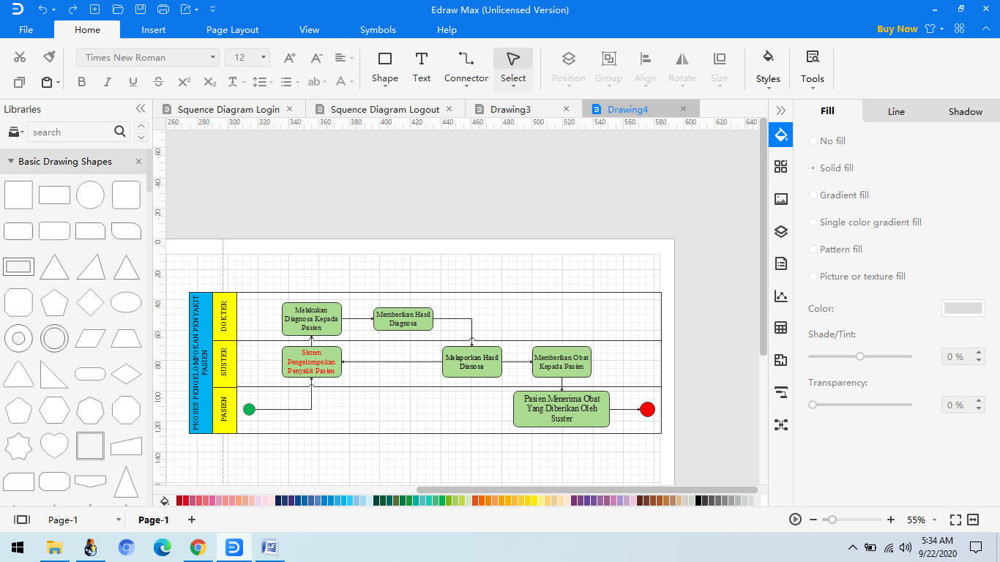 Edraw Max (Unlicensed Version)
File Home Insert Page Layout View Symbols Help Buy Now
Times New Roman 12
Shape Text Connector Select Position Group Align Rotate Size Styles Tools
Libraries
search
Basic Drawing Shapes
Squence Diagram Login Squence Diagram Logout Drawing3 Drawing4
260 280 300 320 340 360 380 400 420 440 460 480 500 520 540 560 580 600 620 640
-60
-40
-20
0
20
40
60
80
100
120
140
PROSES PENGELOMPOKAN PENYAKIT
PASIEN
DOKTER
SUSTER
PASIEN
Melakukan
Diagnosa Kepada
Pasien
Memberikan Hasil
Diagnosa
Sistem
Pengelompokan
Penyakit Pasien
Melaporkan Hasil
Dianosa
Memberikan Obat
Kepada Pasien
Pasien Menerima Obat
Yang Diberikan Oleh
Suster
Fill Line Shadow
No fill
Solid fill
Gradient fill
Single color gradient fill
Pattern fill
Picture or texture fill
Color:
Shade/Tint:
0 %
Transparency:
0 %
Page-1 Page-1 55%
5:34 AM
9/22/2020